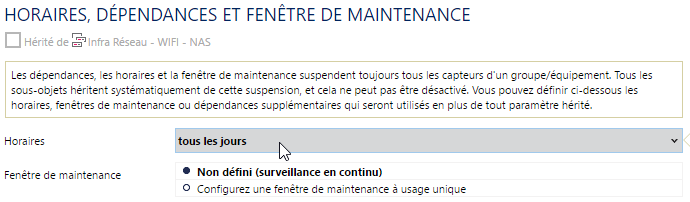 HORAIRES, DÉPENDANCES ET FENÊTRE DE MAINTENANCE
Hérité de Infra Réseau - WIFI - NAS
Les dépendances, les horaires et la fenêtre de maintenance suspendent toujours tous les capteurs d'un groupe/équipement. Tous les
sous-objets héritent systématiquement de cette suspension, et cela ne peut pas être désactivé. Vous pouvez définir ci-dessous les
horaires, fenêtres de maintenance ou dépendances supplémentaires qui seront utilisés en plus de tout paramètre hérité.
Horaires
tous les jours
Fenêtre de maintenance
Non défini (surveillance en continu)
Configurez une fenêtre de maintenance à usage unique